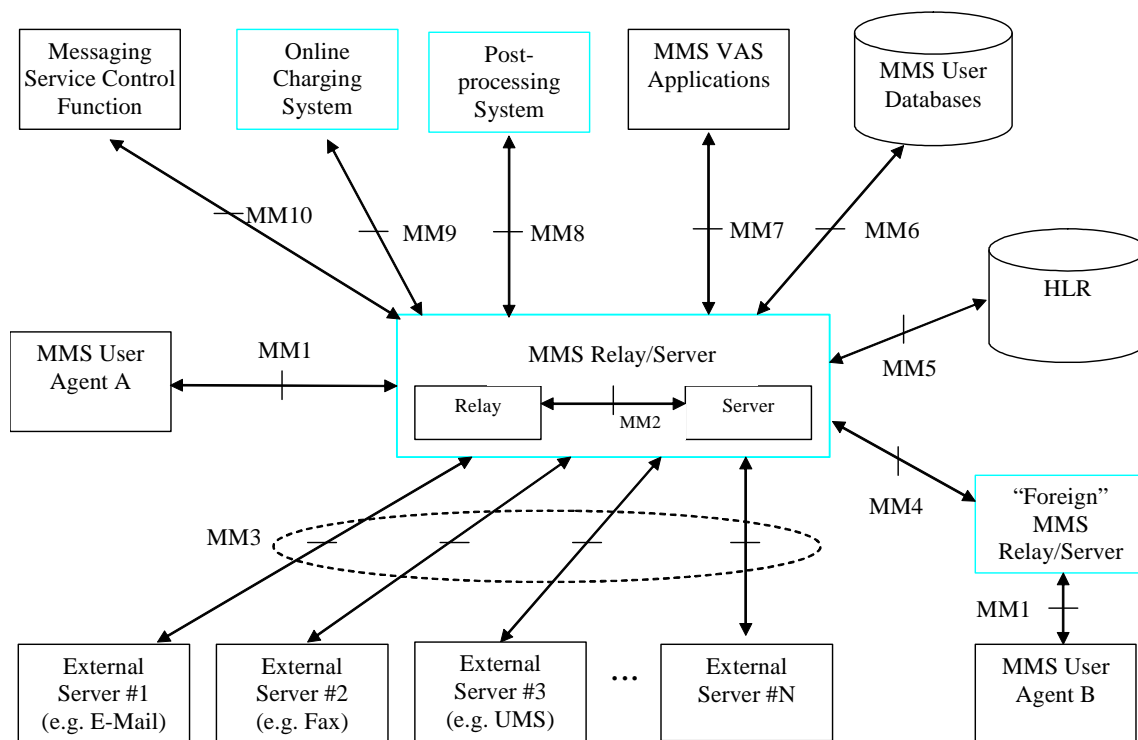 Messaging
Service Control
Function
Online
Charging
System
Post-
processing
System
MMS VAS
Applications
MMS User
Databases
MM10
MM9
MM8
MM7
MM6
HLR
MMS User
Agent A
MM1
MMS Relay/Server
Relay
MM2
Server
MM5
MM4
“Foreign”
MMS
Relay/Server
MM3
MM1
External
Server #1
(e.g. E-Mail)
External
Server #2
(e.g. Fax)
External
Server #3
(e.g. UMS)
...
External
Server #N
MMS User
Agent B